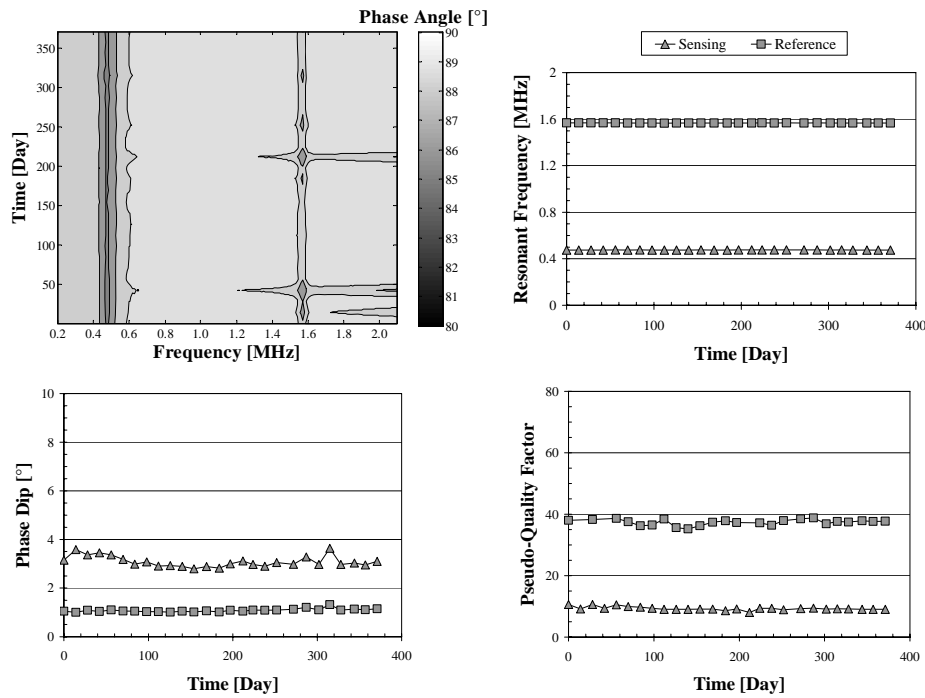 Phase Angle [°]
350
300
250
200
150
100
50
Time [Day]
0.2 0.4 0.6 0.8 1.0 1.2 1.4 1.6 1.8 2.0
Frequency [MHz]
90
89
88
87
86
85
84
83
82
81
80
Sensing Reference
2
1.6
1.2
0.8
0.4
0
Resonant Frequency [MHz]
0 100 200 300 400
Time [Day]
10
8
6
4
2
0
Phase Dip [°]
0 100 200 300 400
Time [Day]
80
60
40
20
0
Pseudo-Quality Factor
0 100 200 300 400
Time [Day]